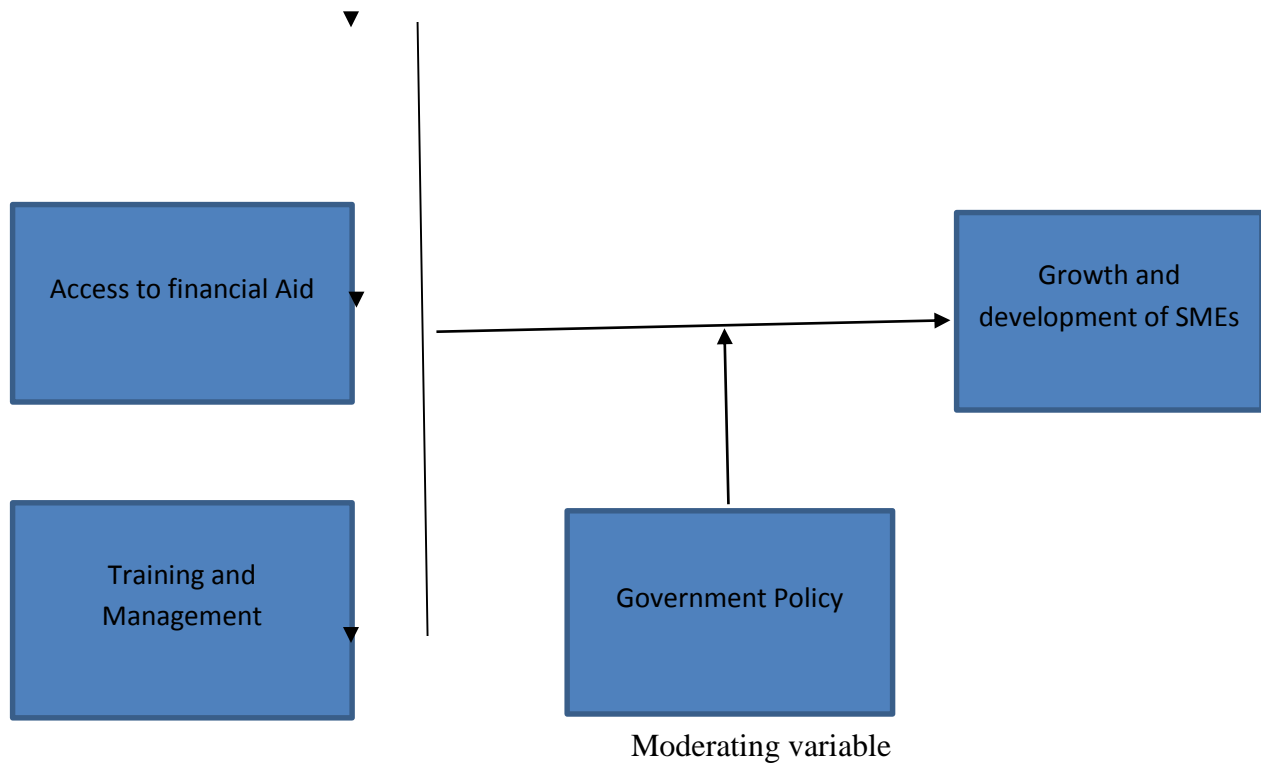 Access to financial Aid
Growth and
development of SMEs
Training and
Management
Government Policy
Moderating variable